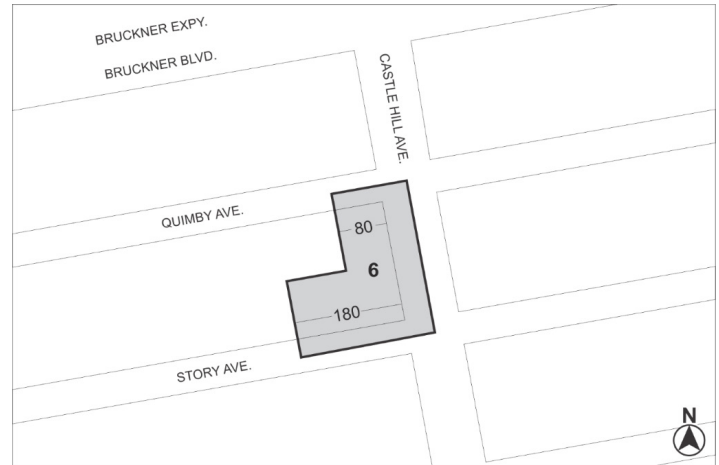 BRUCKNER EXPY.
BRUCKNER BLVD.
CASTLE HILL AVE.
QUIMBY AVE.
80
6
180
STORY AVE.
N